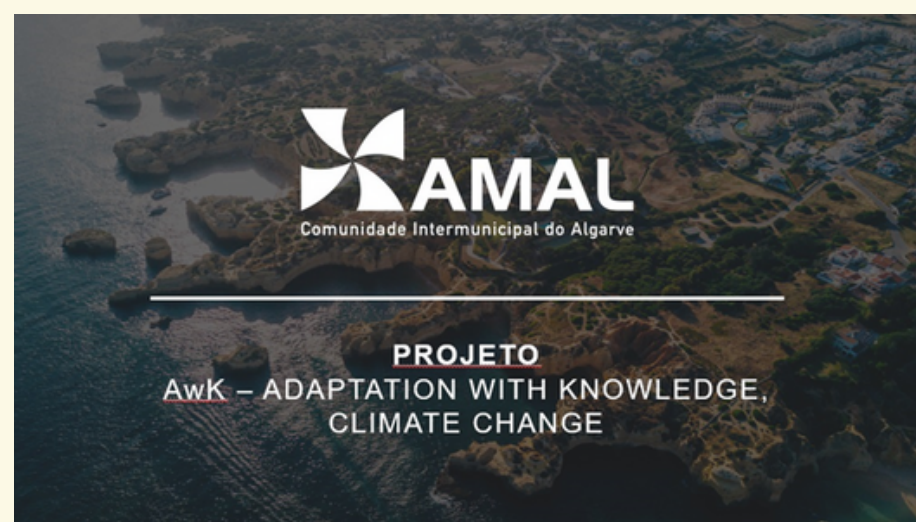 AMAL
Comunidade Intermunicipal do Algarve
PROJETO
AwK – ADAPTATION WITH KNOWLEDGE,
CLIMATE CHANGE